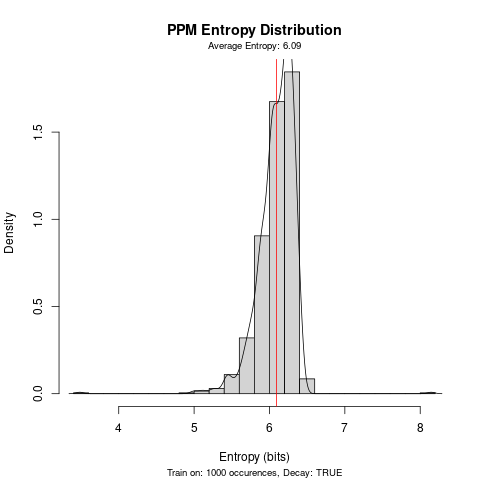 PPM Entropy Distribution
Average Entropy: 6.09
Density
1.5
1.0
0.5
0.0
4 5 6 7 8
Entropy (bits)
Train on: 1000 occurences, Decay: TRUE